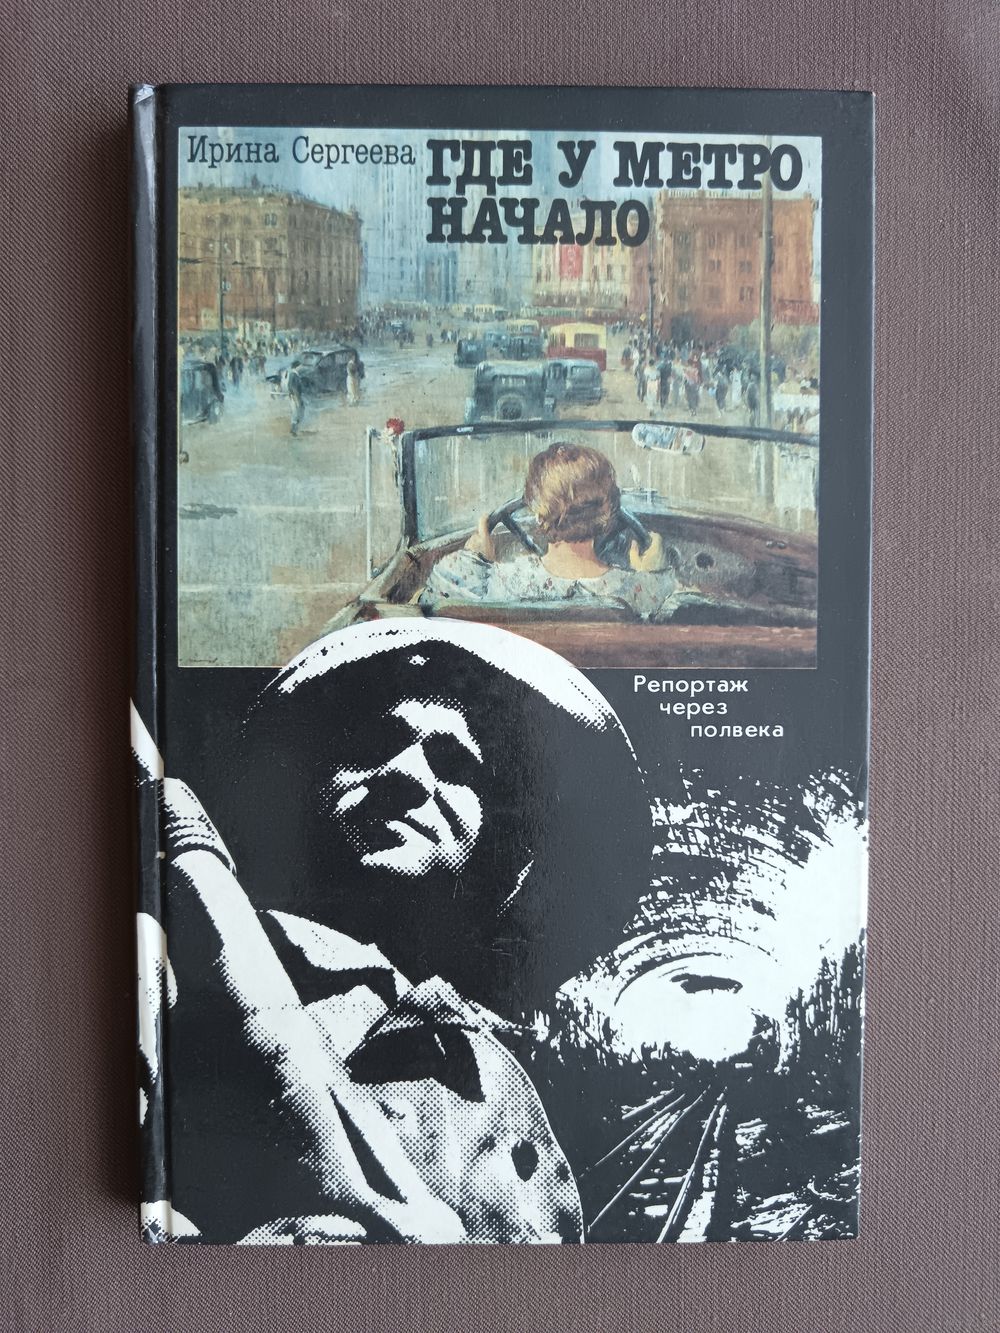 Ирина Сергеева
ГДЕ У МЕТРО
НАЧАЛО
Репортаж
через
полвека